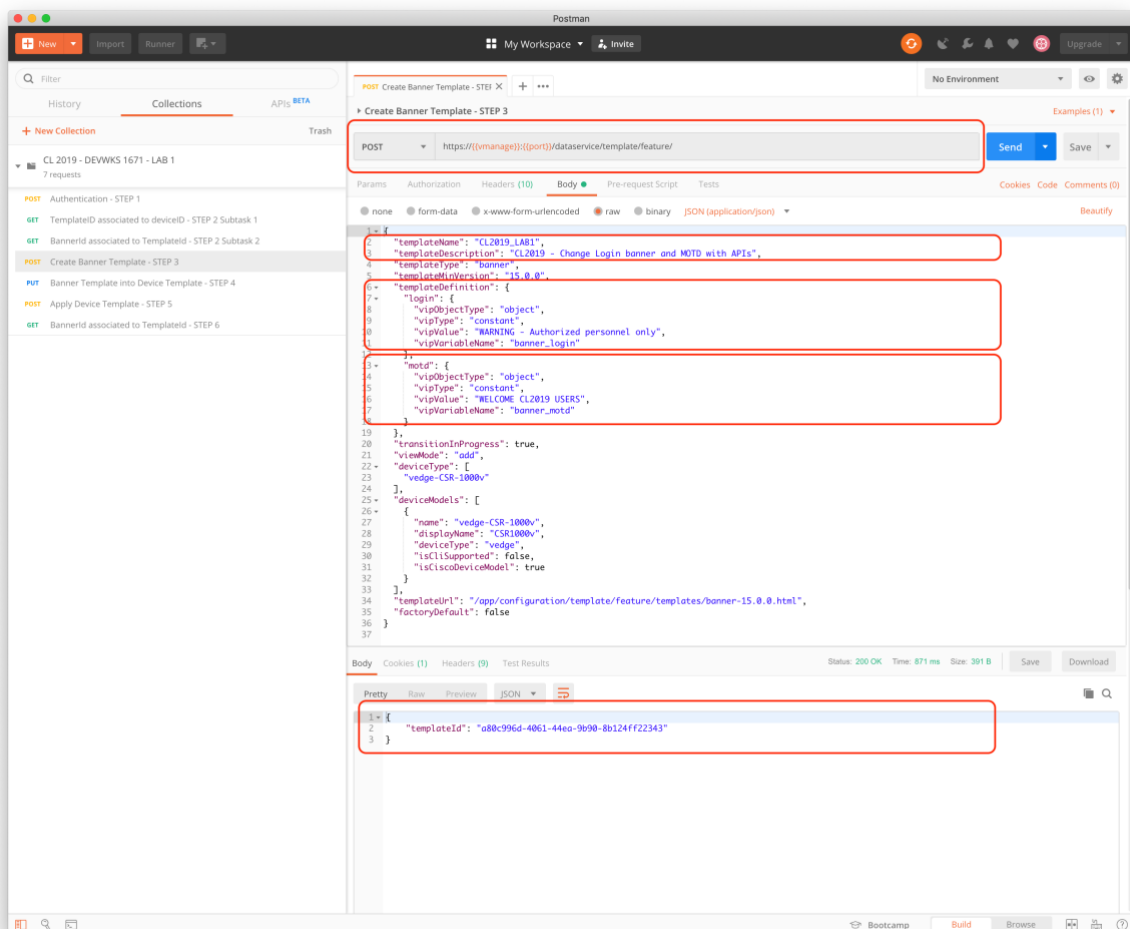 Postman
New
Import
Runner
My Workspace
Invite
Upgrade
Filter
History
Collections
APIs BETA
+ New Collection
Trash
CL 2019 - DEVWKS 1671 - LAB 1
7 requests
POST Authentication - STEP 1
GET TemplateID associated to deviceID - STEP 2 Subtask 1
GET BannerId associated to TemplateId - STEP 2 Subtask 2
POST Create Banner Template - STEP 3
PUT Banner Template into Device Template - STEP 4
POST Apply Device Template - STEP 5
GET BannerId associated to TemplateId - STEP 6
POST Create Banner Template - STEP
No Environment
Create Banner Template - STEP 3
Examples (1)
POST
https://{{vmanage}}:{{port}}/dataservice/template/feature/
Send
Save
Params
Authorization
Headers (10)
Body
Pre-request Script
Tests
Cookies
Code
Comments (0)
none
form-data
x-www-form-urlencoded
raw
binary
JSON (application/json)
Beautify
1 {
2 "templateName": "CL2019_LAB1",
3 "templateDescription": "CL2019 - Change Login banner and MOTD with APIs",
4 "templateType": "banner",
5 "templateMinVersion": "15.0.0",
6 "templateDefinition": {
7 "login": {
8 "vipObjectType": "object",
9 "vipType": "constant",
10 "vipValue": "WARNING - Authorized personnel only",
11 "vipVariableName": "banner_login"
12 },
13 "motd": {
14 "vipObjectType": "object",
15 "vipType": "constant",
16 "vipValue": "WELCOME CL2019 USERS",
17 "vipVariableName": "banner_motd"
18 }
19 },
20 "transitionInProgress": true,
21 "viewMode": "add",
22 "deviceType": [
23 "vedge-CSR-1000v"
24 ],
25 "deviceModels": [
26 {
27 "name": "vedge-CSR-1000v",
28 "displayName": "CSR1000v",
29 "deviceType": "vedge",
30 "isCliSupported": false,
31 "isCiscoDeviceModel": true
32 }
33 ],
34 "templateUrl": "/app/configuration/template/feature/templates/banner-15.0.0.html",
35 "factoryDefault": false
36 }
37
Body
Cookies (1)
Headers (9)
Test Results
Status: 200 OK
Time: 871 ms
Size: 391 B
Save
Download
Pretty
Raw
Preview
JSON
1 {
2 "templateId": "a80c996d-4061-44ea-9b90-8b124ff22343"
3 }
Bootcamp
Build
Browse